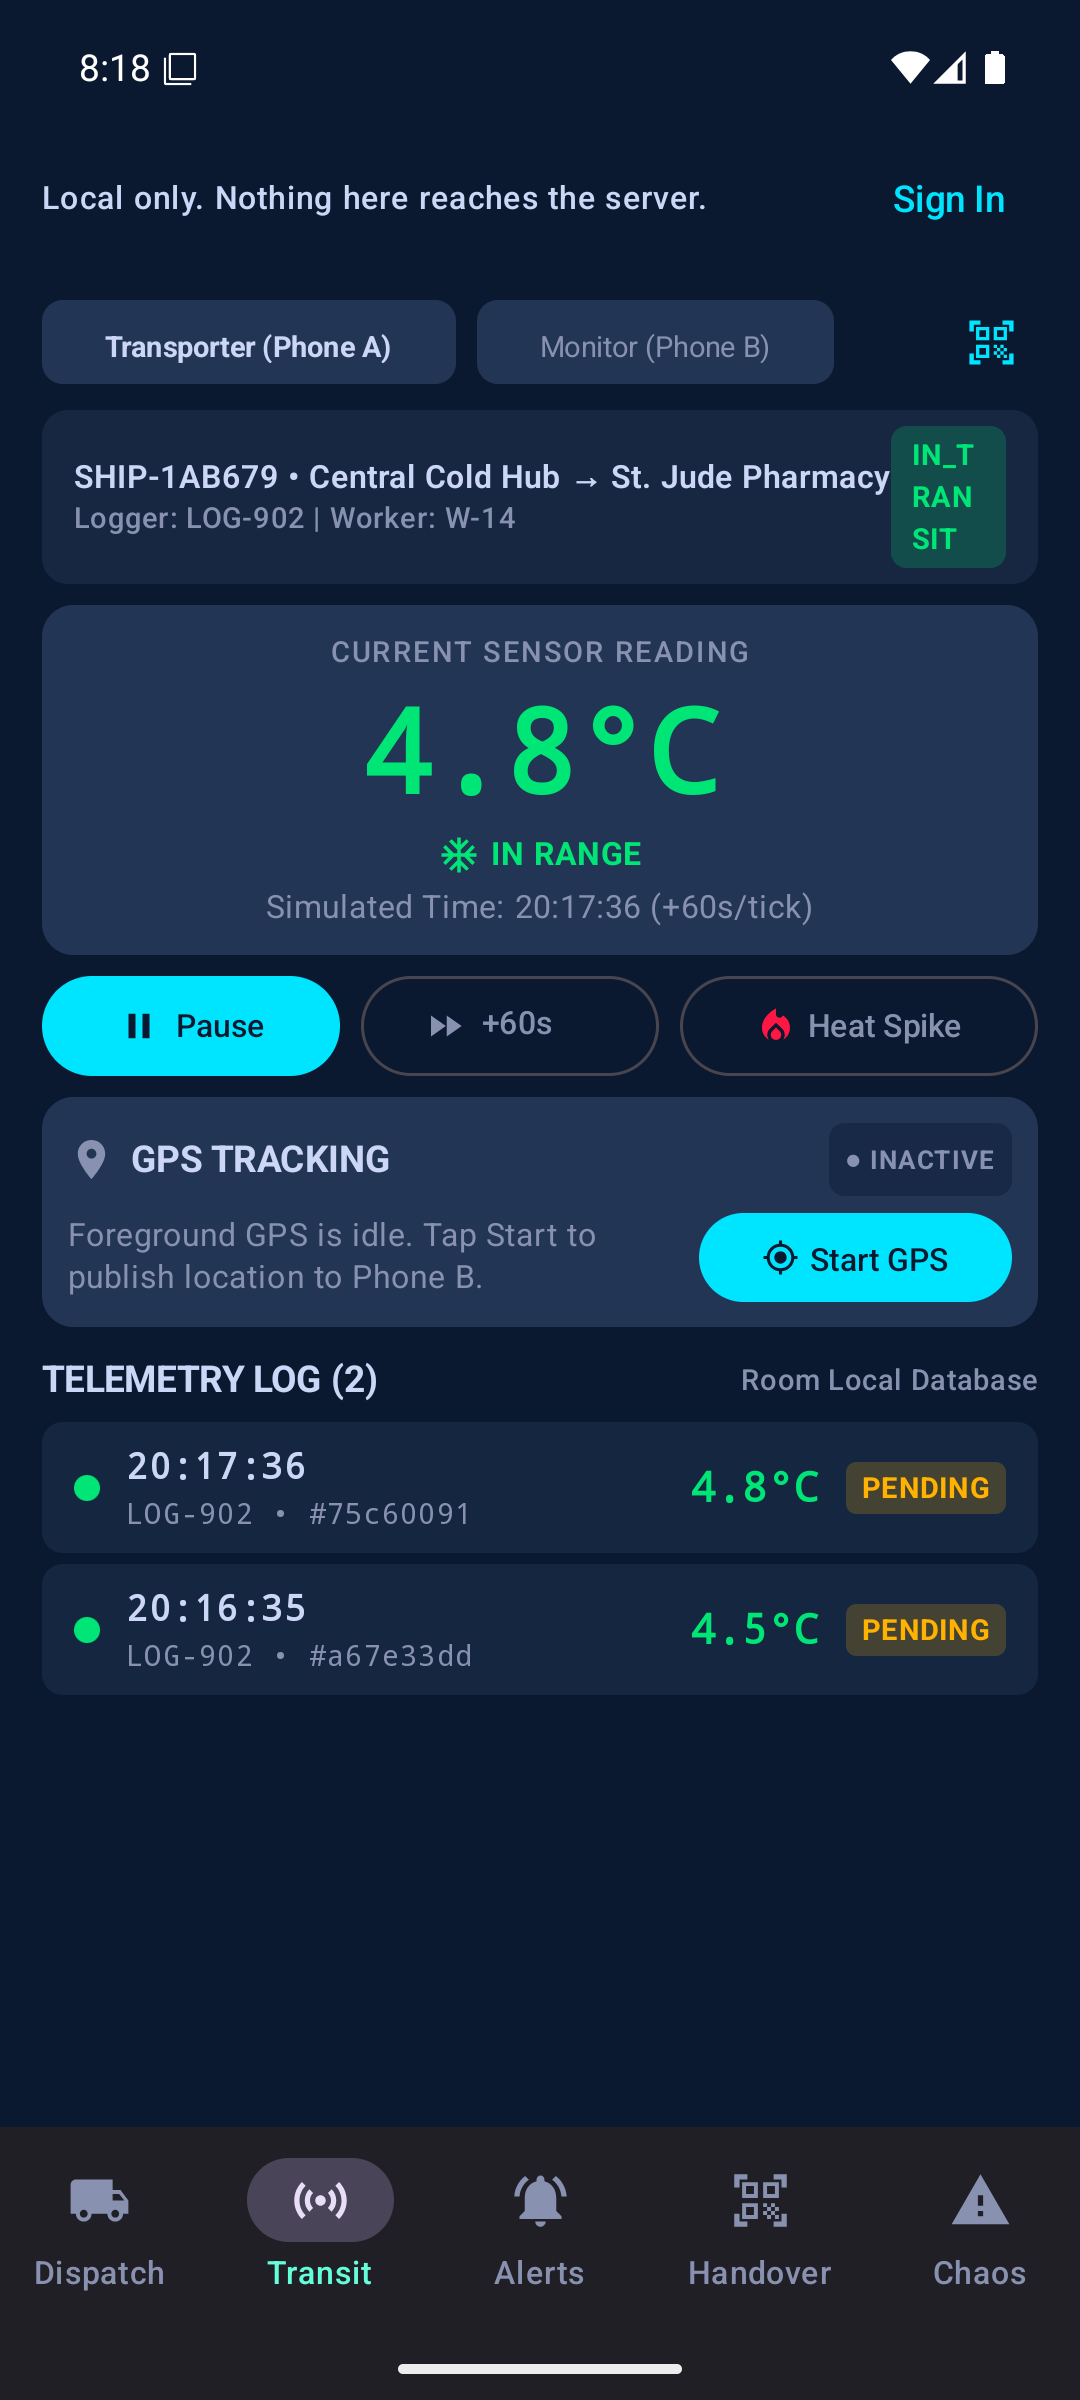 8:18
Local only. Nothing here reaches the server.
Sign In
Transporter (Phone A)
Monitor (Phone B)
SHIP-1AB679 • Central Cold Hub → St. Jude Pharmacy
Logger: LOG-902 | Worker: W-14
IN_T
RAN
SIT
CURRENT SENSOR READING
4.8°C
IN RANGE
Simulated Time: 20:17:36 (+60s/tick)
Pause
+60s
Heat Spike
GPS TRACKING
• INACTIVE
Foreground GPS is idle. Tap Start to
publish location to Phone B.
Start GPS
TELEMETRY LOG (2)
Room Local Database
20:17:36
LOG-902 • #75c60091
4.8°C
PENDING
20:16:35
LOG-902 • #a67e33dd
4.5°C
PENDING
Dispatch
Transit
Alerts
Handover
Chaos